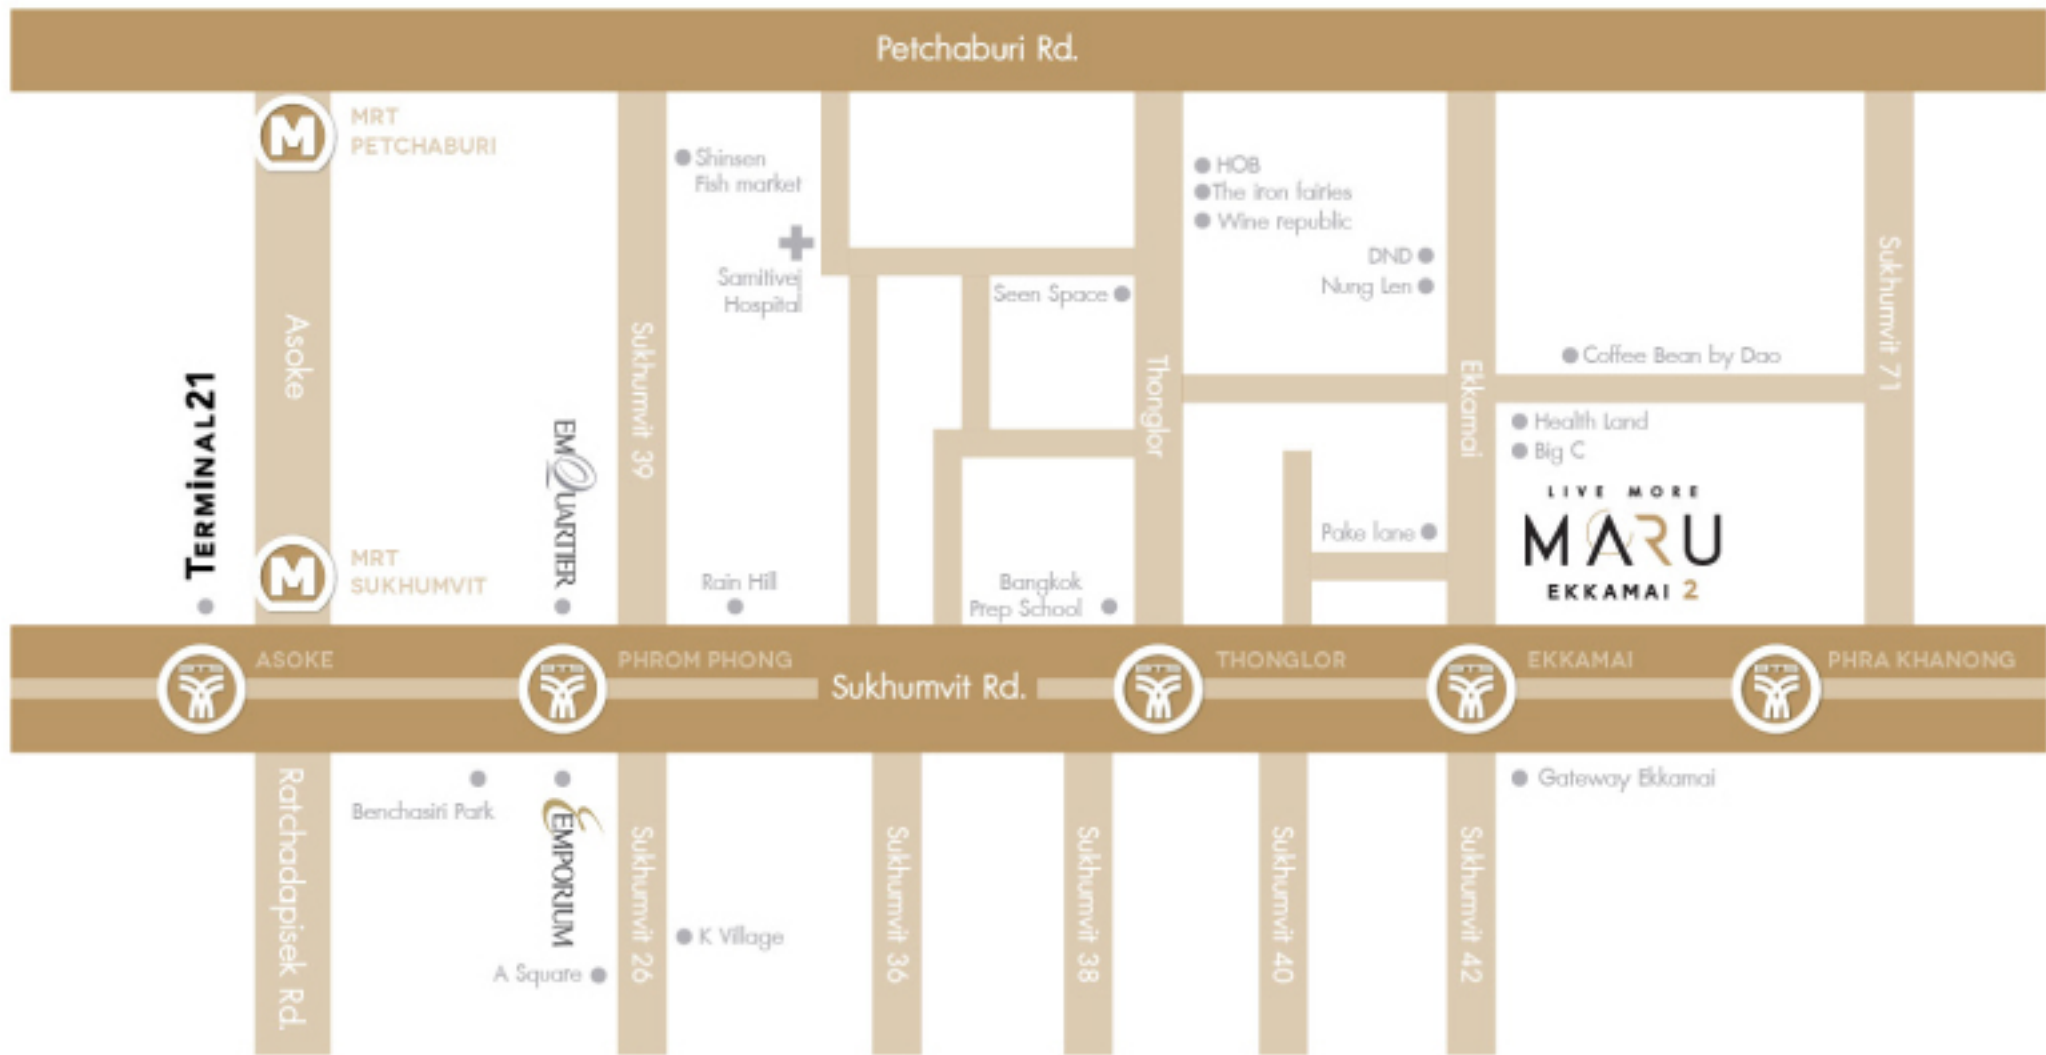 Petchaburi Rd.
MRT
PETCHABURI
Shinsen
Fish market
HOB
The iron fairies
Wine republic
DND
Nung Len
Samitivej
Hospital
Seen Space
Sukhumvit 71
Asoke
Sukhumvit 39
Thonglor
Ekkamai
Coffee Bean by Dao
TERMINAL21
EMQUARTIER
Health Land
Big C
LIVE MORE
MARU
EKKAMAI 2
Pake lane
MRT
SUKHUMVIT
Rain Hill
Bangkok
Prep School
ASOKE
PHROM PHONG
Sukhumvit Rd.
THONGLOR
EKKAMAI
PHRA KHANONG
Ratchadapisek Rd.
Benchasiri Park
EMPORIUM
Gateway Ekkamai
Sukhumvit 26
Sukhumvit 36
Sukhumvit 38
Sukhumvit 40
Sukhumvit 42
K Village
A Square